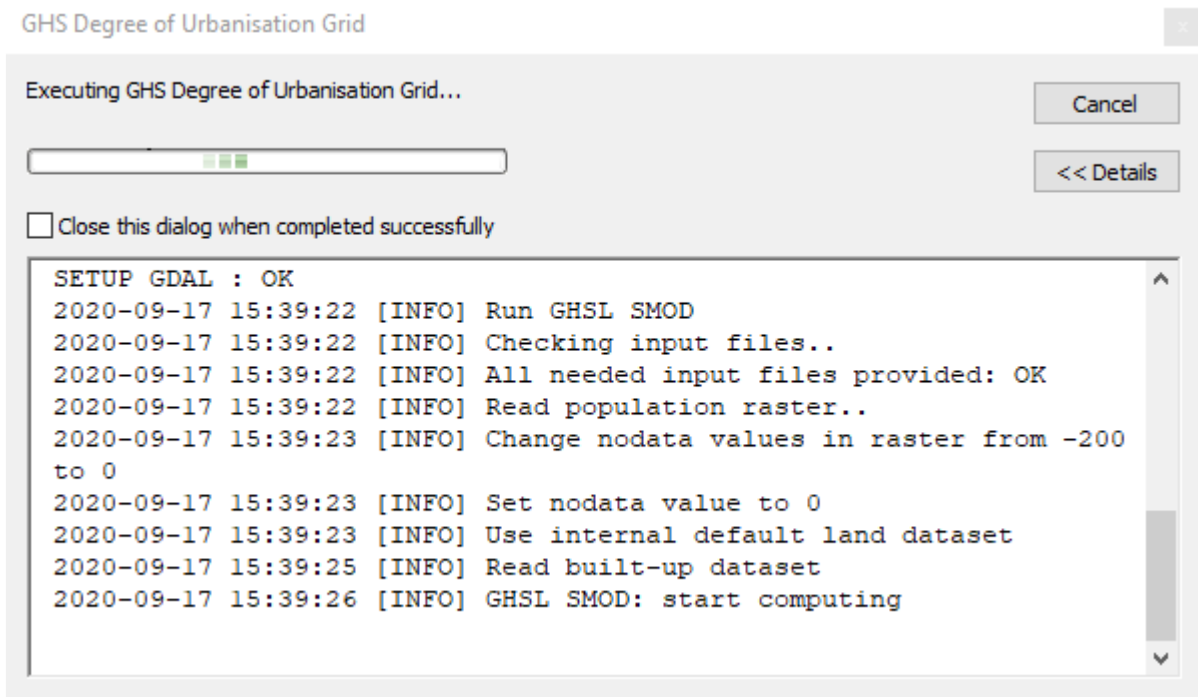 GHS Degree of Urbanisation Grid
x
Executing GHS Degree of Urbanisation Grid...
Cancel
<< Details
Close this dialog when completed successfully
SETUP GDAL : OK
2020-09-17 15:39:22 [INFO] Run GHSL SMOD
2020-09-17 15:39:22 [INFO] Checking input files..
2020-09-17 15:39:22 [INFO] All needed input files provided: OK
2020-09-17 15:39:22 [INFO] Read population raster..
2020-09-17 15:39:23 [INFO] Change nodata values in raster from -200
to 0
2020-09-17 15:39:23 [INFO] Set nodata value to 0
2020-09-17 15:39:23 [INFO] Use internal default land dataset
2020-09-17 15:39:25 [INFO] Read built-up dataset
2020-09-17 15:39:26 [INFO] GHSL SMOD: start computing